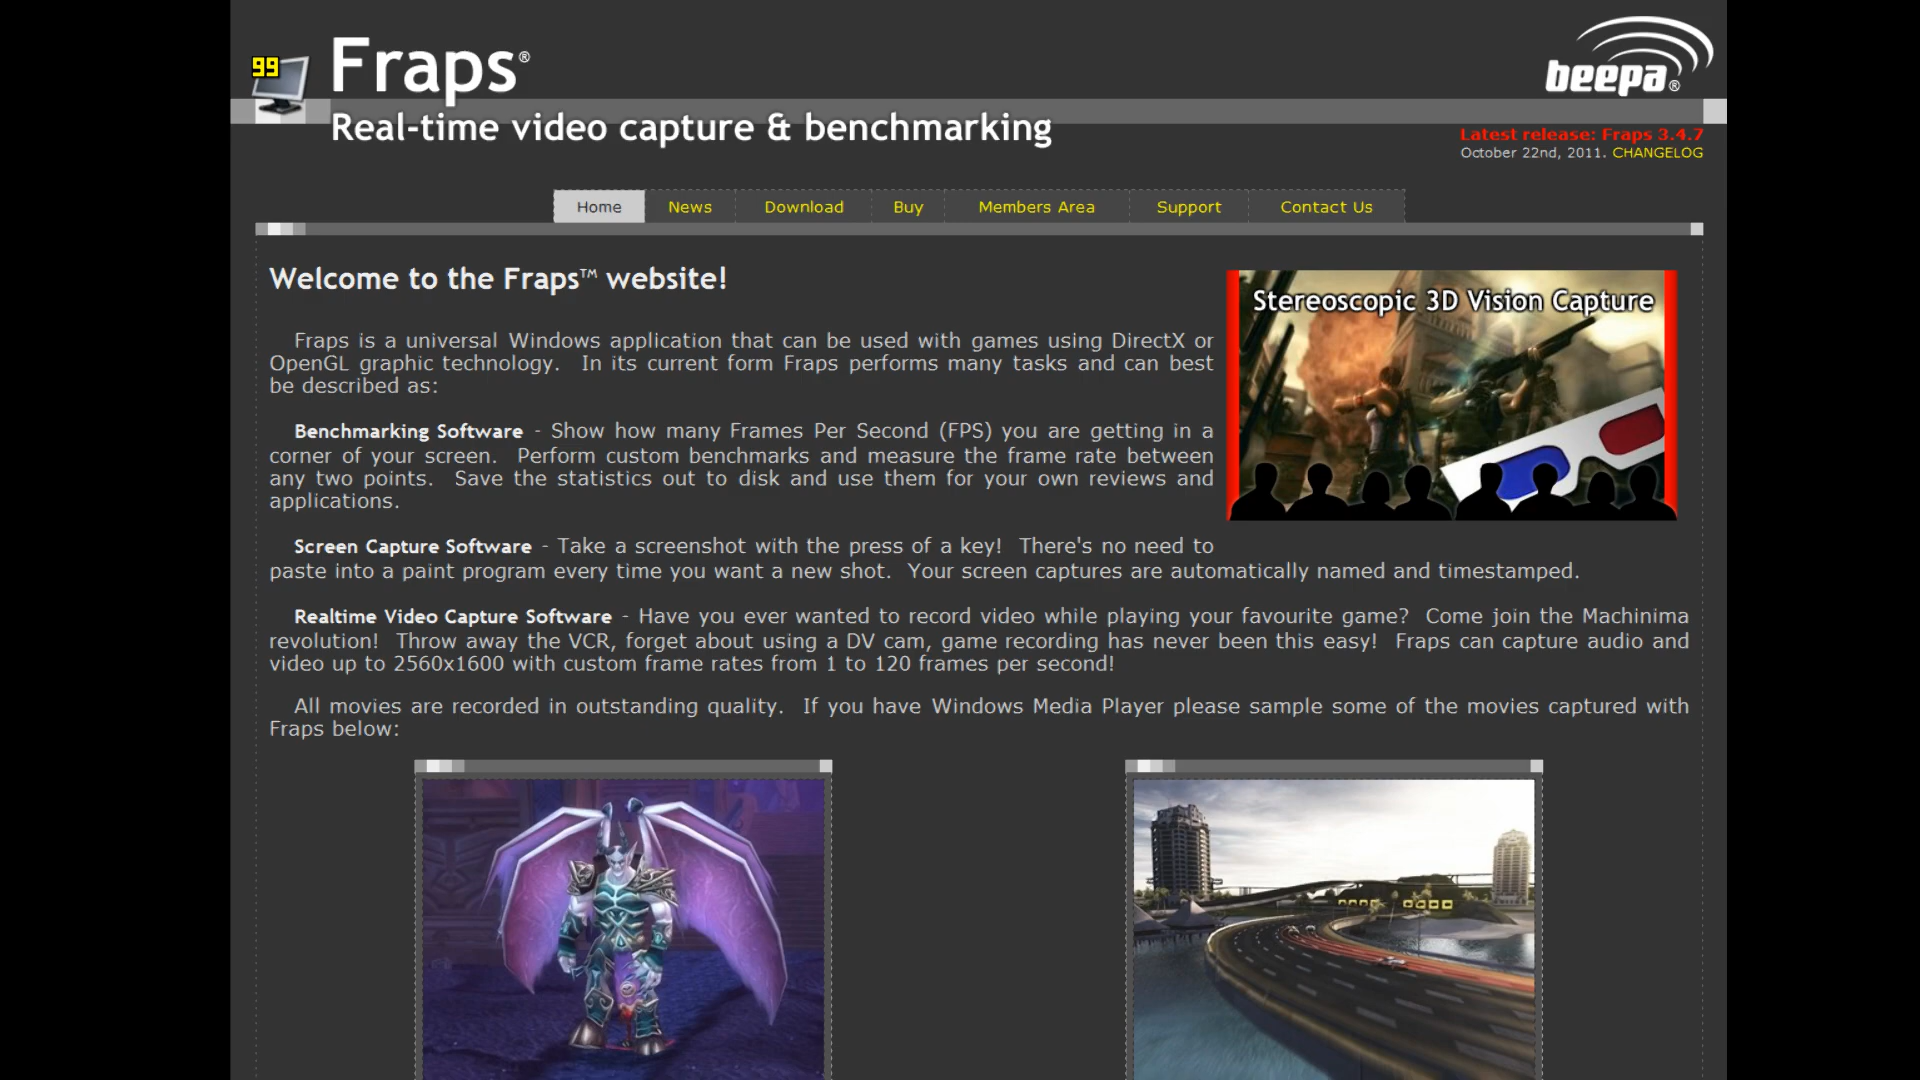 99
Fraps®
beepa®
Real-time video capture & benchmarking
Latest release: Fraps 3.4.7
October 22nd, 2011. CHANGELOG
Home News Download Buy Members Area Support Contact Us
Welcome to the Fraps™ website!
Stereoscopic 3D Vision Capture
Fraps is a universal Windows application that can be used with games using DirectX or
OpenGL graphic technology. In its current form Fraps performs many tasks and can best
be described as:
Benchmarking Software - Show how many Frames Per Second (FPS) you are getting in a
corner of your screen. Perform custom benchmarks and measure the frame rate between
any two points. Save the statistics out to disk and use them for your own reviews and
applications.
Screen Capture Software - Take a screenshot with the press of a key! There's no need to
paste into a paint program every time you want a new shot. Your screen captures are automatically named and timestamped.
Realtime Video Capture Software - Have you ever wanted to record video while playing your favourite game? Come join the Machinima
revolution! Throw away the VCR, forget about using a DV cam, game recording has never been this easy! Fraps can capture audio and
video up to 2560x1600 with custom frame rates from 1 to 120 frames per second!
All movies are recorded in outstanding quality. If you have Windows Media Player please sample some of the movies captured with
Fraps below: